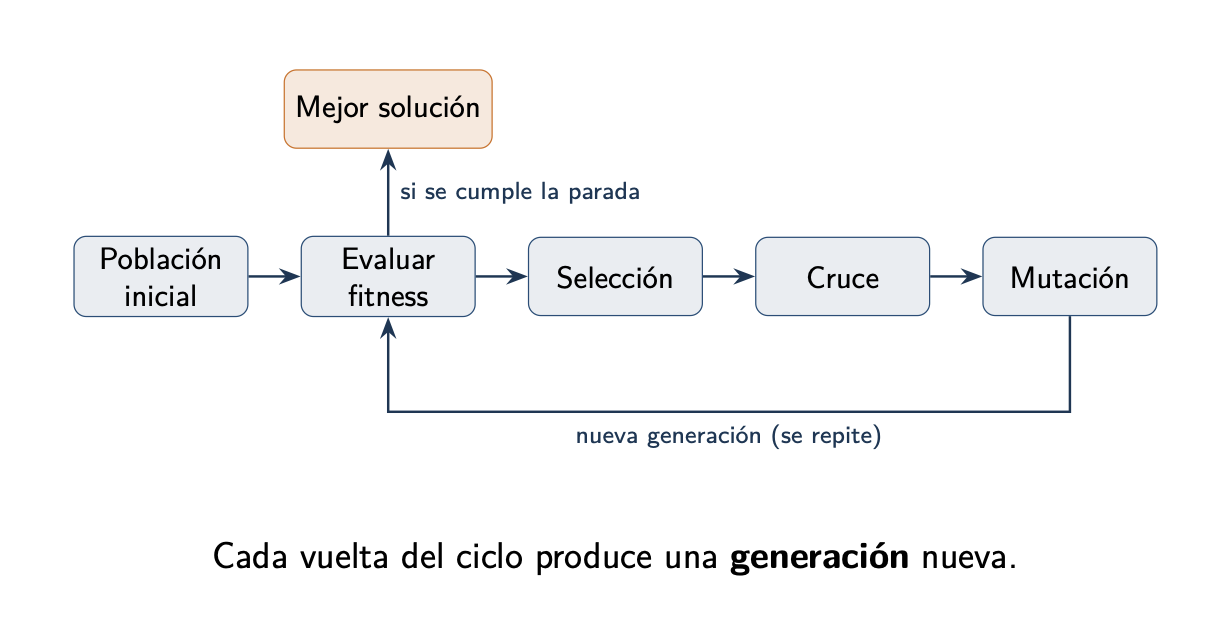 Mejor solución
si se cumple la parada
Población
inicial
Evaluar
fitness
Selección
Cruce
Mutación
nueva generación (se repite)
Cada vuelta del ciclo produce una generación nueva.